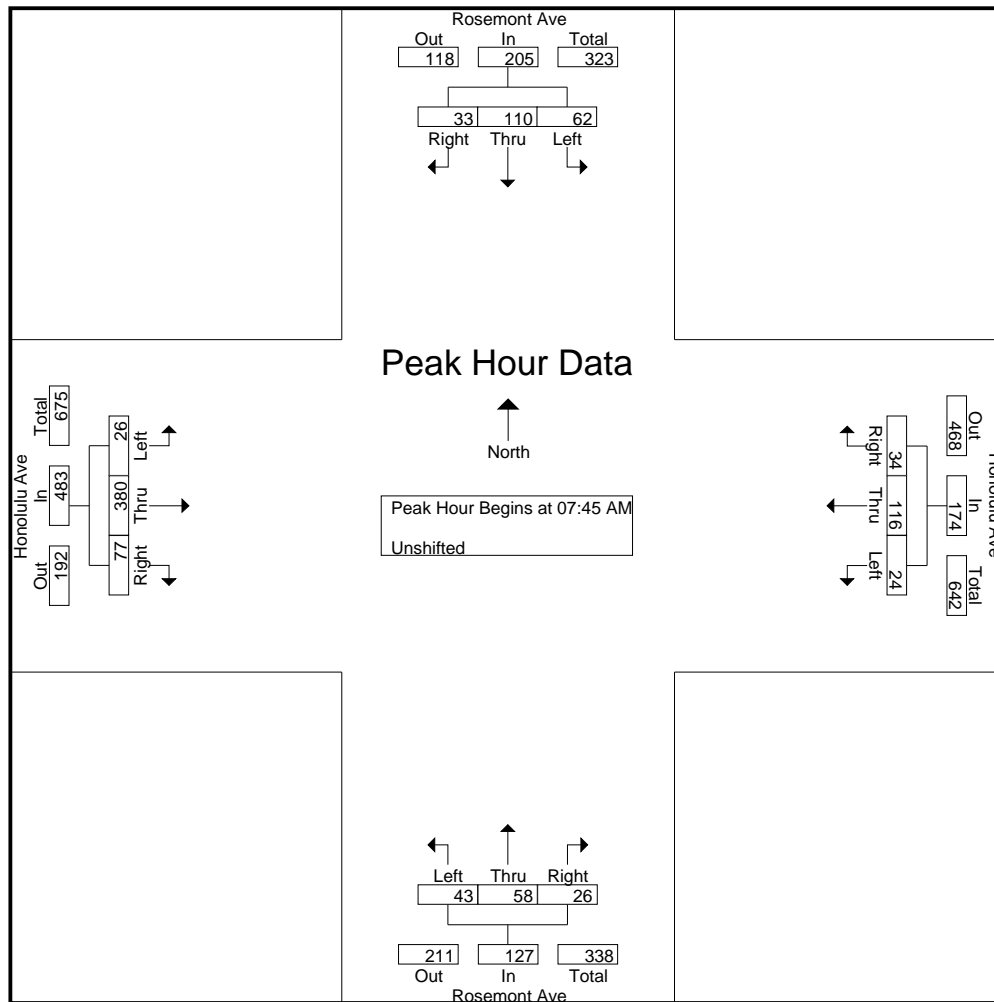 Rosemont Ave
Out In Total
118 205 323
33 110 62
Right Thru Left
Peak Hour Data
North
Peak Hour Begins at 07:45 AM
Unshifted
Honolulu Ave
Out In Total
192 483 675
77 380 26
Right Thru Left
Honolulu Ave
Out In Total
468 174 642
34 116 24
Right Thru Left
Left Thru Right
43 58 26
211 127 338
Out In Total
Rosemont Ave